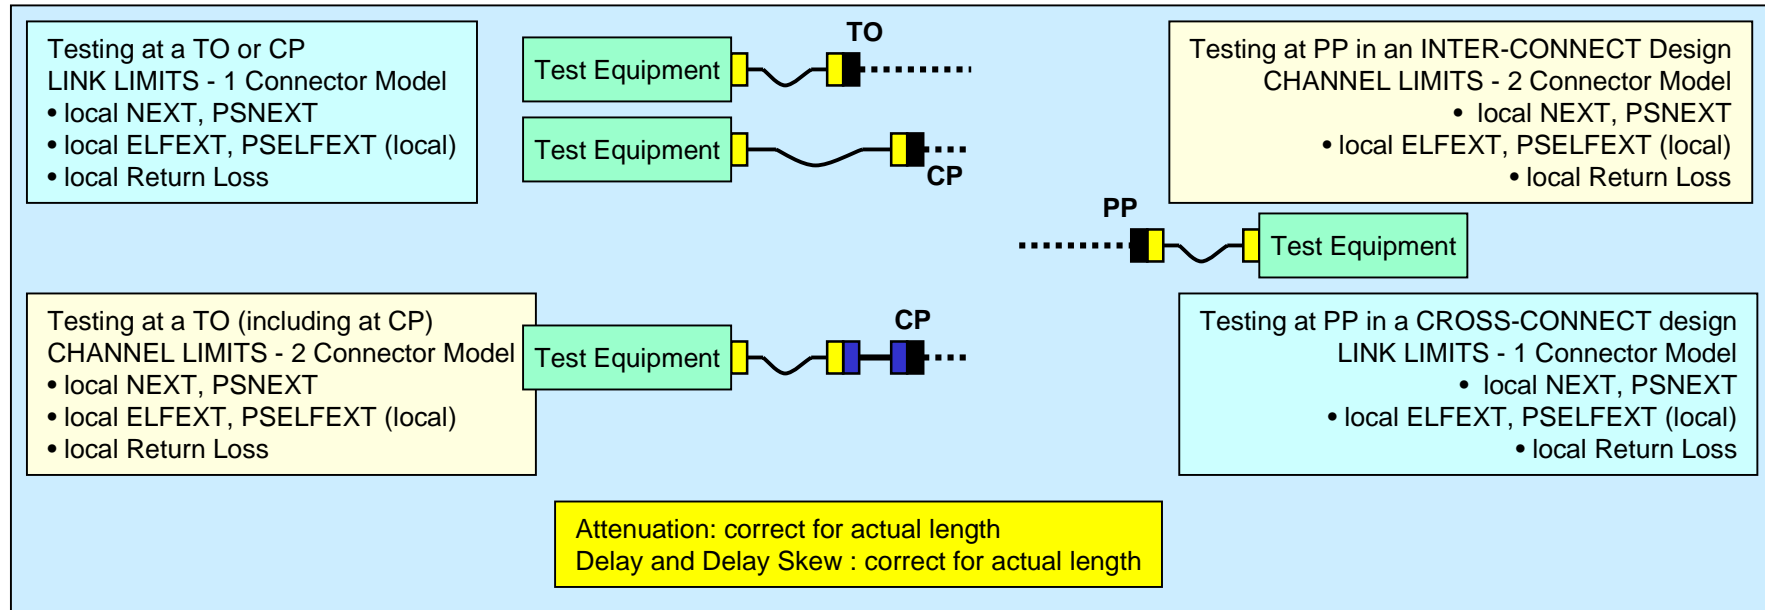 Testing at a TO or CP
LINK LIMITS - 1 Connector Model
• local NEXT, PSNEXT
• local ELFEXT, PSELFEXT (local)
• local Return Loss
TO
Test Equipment
Test Equipment
CP
Testing at PP in an INTER-CONNECT Design
CHANNEL LIMITS - 2 Connector Model
• local NEXT, PSNEXT
• local ELFEXT, PSELFEXT (local)
• local Return Loss
PP
Test Equipment
Testing at a TO (including at CP)
CHANNEL LIMITS - 2 Connector Model
• local NEXT, PSNEXT
• local ELFEXT, PSELFEXT (local)
• local Return Loss
CP
Test Equipment
Testing at PP in a CROSS-CONNECT design
LINK LIMITS - 1 Connector Model
• local NEXT, PSNEXT
• local ELFEXT, PSELFEXT (local)
• local Return Loss
Attenuation: correct for actual length
Delay and Delay Skew : correct for actual length